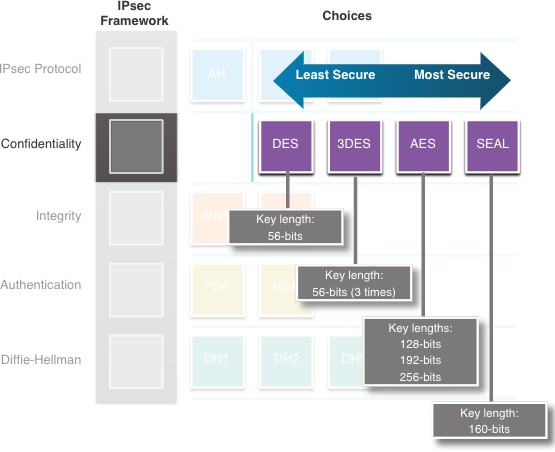 IPsec
Framework
Choices
IPsec Protocol
AH
Least Secure
Most Secure
Confidentiality
DES
3DES
AES
SEAL
Integrity
Key length:
56-bits
Authentication
PSK
Key length:
56-bits (3 times)
Diffie-Hellman
DH1
DH2
Key lengths:
128-bits
192-bits
256-bits
Key length:
160-bits